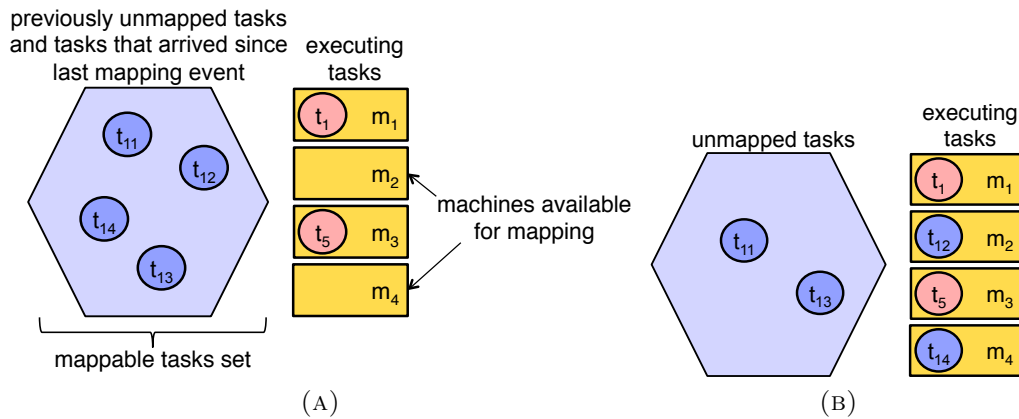 previously unmapped tasks
and tasks that arrived since
last mapping event
executing
tasks
t11
t12
t14
t13
t1 m1
m2
t5 m3
m4
machines available
for mapping
mappable tasks set
(A)
unmapped tasks
executing
tasks
t11
t13
t1 m1
t12 m2
t5 m3
t14 m4
(B)